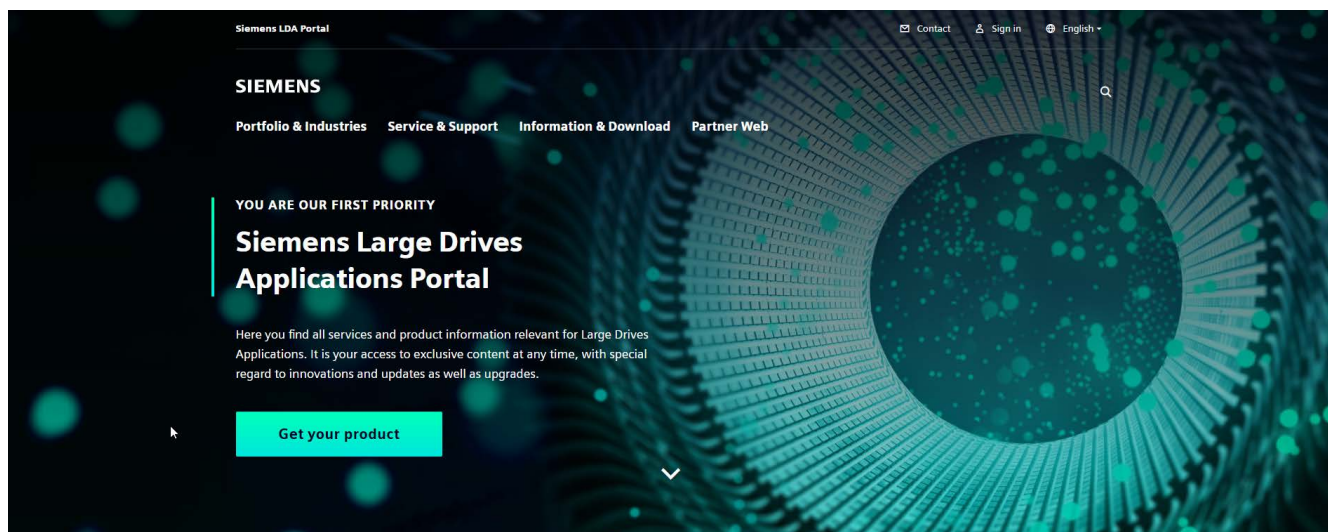 Siemens LDA Portal
Contact Sign in English
SIEMENS
Portfolio & Industries Service & Support Information & Download Partner Web
YOU ARE OUR FIRST PRIORITY
Siemens Large Drives
Applications Portal
Here you find all services and product information relevant for Large Drives
Applications. It is your access to exclusive content at any time, with special
regard to innovations and updates as well as upgrades.
Get your product